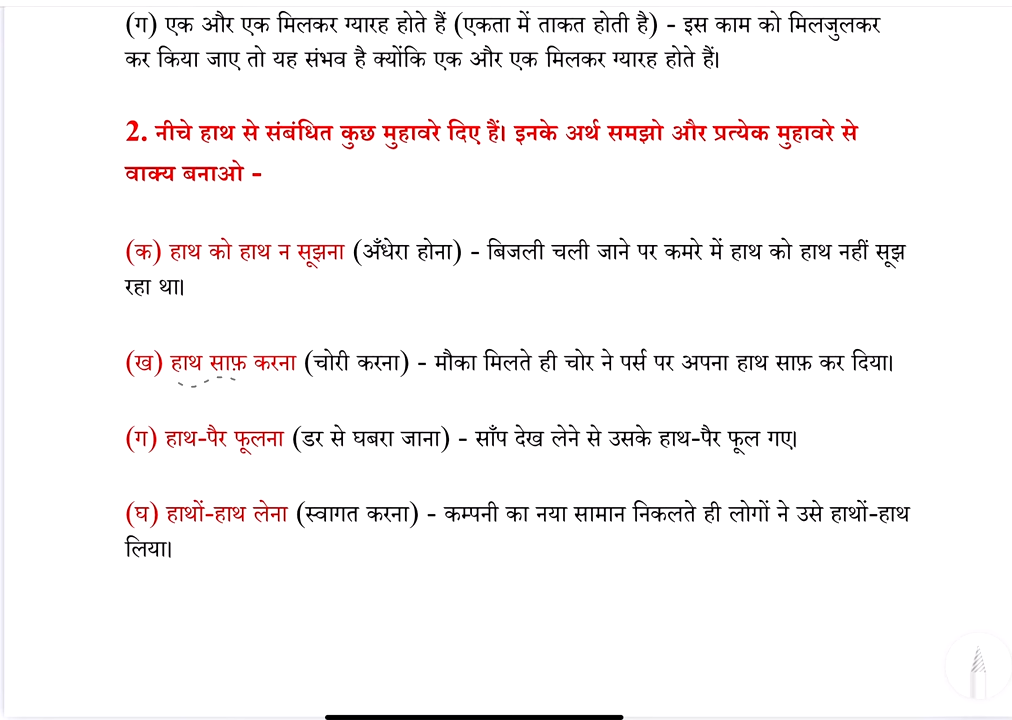 (ग) एक और एक मिलकर ग्यारह होते हैं (एकता में ताकत होती है) - इस काम को मिलजुलकर
कर किया जाए तो यह संभव है क्योंकि एक और एक मिलकर ग्यारह होते हैं।
2. नीचे हाथ से संबंधित कुछ मुहावरे दिए हैं। इनके अर्थ समझो और प्रत्येक मुहावरे से
वाक्य बनाओ -
(क) हाथ को हाथ न सूझना (अँधेरा होना) - बिजली चली जाने पर कमरे में हाथ को हाथ नहीं सूझ
रहा था।
(ख) हाथ साफ़ करना (चोरी करना) - मौका मिलते ही चोर ने पर्स पर अपना हाथ साफ़ कर दिया।
(ग) हाथ-पैर फूलना (डर से घबरा जाना) - साँप देख लेने से उसके हाथ-पैर फूल गए।
(घ) हाथों-हाथ लेना (स्वागत करना) - कम्पनी का नया सामान निकलते ही लोगों ने उसे हाथों-हाथ
लिया।